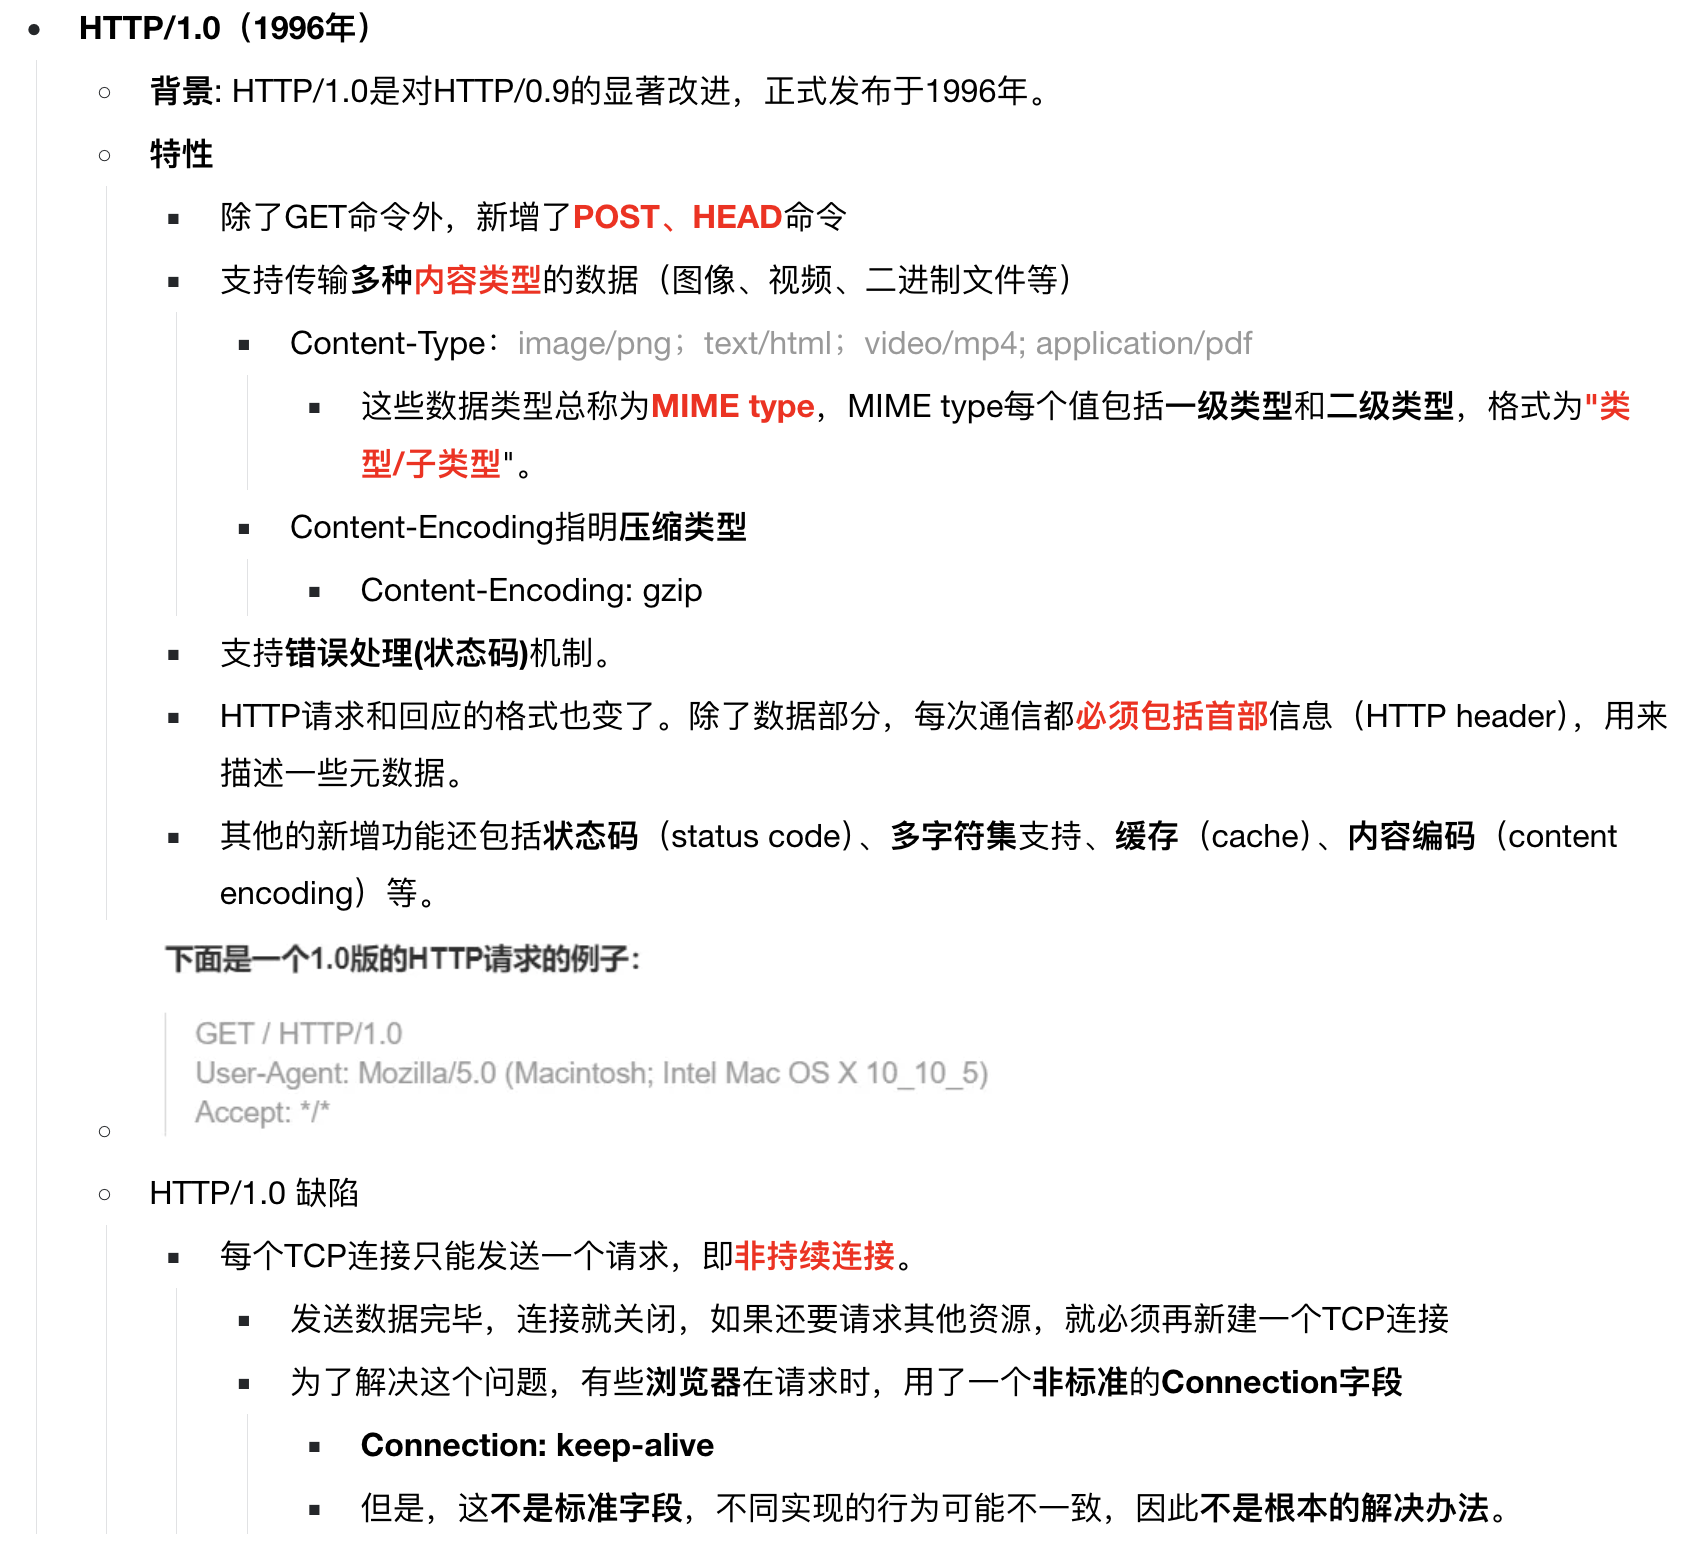 HTTP/1.0（1996年）
背景: HTTP/1.0是对HTTP/0.9的显著改进，正式发布于1996年。
特性
除了GET命令外，新增了POST、HEAD命令
支持传输多种内容类型的数据（图像、视频、二进制文件等）
Content-Type：image/png；text/html；video/mp4; application/pdf
这些数据类型总称为MIME type，MIME type每个值包括一级类型和二级类型，格式为"类
型/子类型"。
Content-Encoding指明压缩类型
Content-Encoding: gzip
支持错误处理(状态码)机制。
HTTP请求和回应的格式也变了。除了数据部分，每次通信都必须包括首部信息（HTTP header），用来
描述一些元数据。
其他的新增功能还包括状态码（status code）、多字符集支持、缓存（cache）、内容编码（content
encoding）等。
下面是一个1.0版的HTTP请求的例子：
GET / HTTP/1.0
User-Agent: Mozilla/5.0 (Macintosh; Intel Mac OS X 10_10_5)
Accept: */*
HTTP/1.0 缺陷
每个TCP连接只能发送一个请求，即非持续连接。
发送数据完毕，连接就关闭，如果还要请求其他资源，就必须再新建一个TCP连接
为了解决这个问题，有些浏览器在请求时，用了一个非标准的Connection字段
Connection: keep-alive
但是，这不是标准字段，不同实现的行为可能不一致，因此不是根本的解决办法。